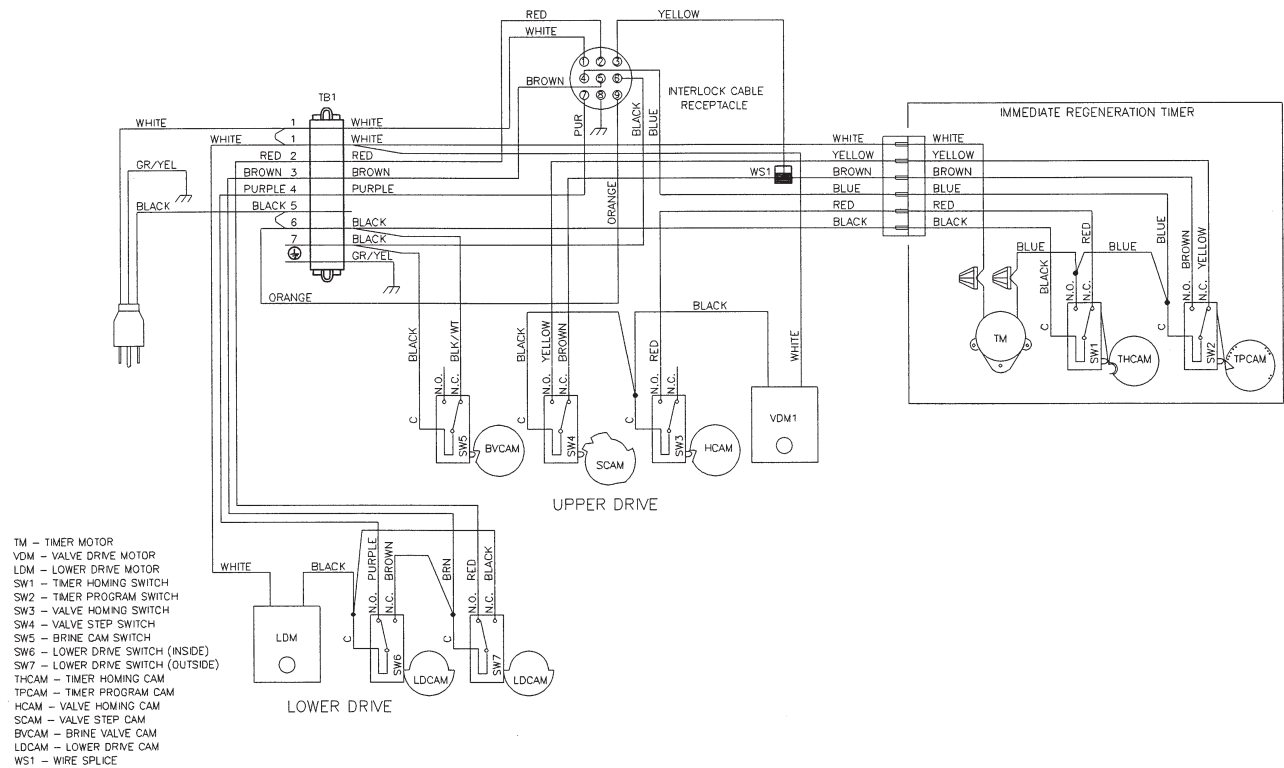 RED
YELLOW
WHITE
1 2 3
4 5 6
7 8 9
BROWN
INTERLOCK CABLE
RECEPTACLE
PUR
BLACK
BLUE
ORANGE
TB1
WHITE
1
WHITE
WHITE
1
WHITE
RED 2
RED
BROWN 3
BROWN
PURPLE 4
PURPLE
BLACK 5
6
BLACK
7
BLACK
GR/YEL
GR/YEL
BLACK
ORANGE
WS1
IMMEDIATE REGENERATION TIMER
WHITE
WHITE
YELLOW
YELLOW
BROWN
BROWN
BLUE
BLUE
RED
RED
BLACK
BLACK
BLUE
BLACK
RED
BLUE
BLUE
BROWN
YELLOW
N.O.
N.C.
N.O.
N.C.
C
C
TM
SW1
THCAM
SW2
TPCAM
BLACK
BLK/WT
BLACK
YELLOW
BROWN
RED
BLACK
WHITE
N.O.
N.C.
N.O.
N.C.
N.O.
N.C.
C
C
C
SW5
BVCAM
SW4
SCAM
SW3
HCAM
VDM1
UPPER DRIVE
WHITE
BLACK
PURPLE
BROWN
BRN
RED
BLACK
N.O.
N.C.
N.O.
N.C.
C
C
LDM
SW6
LDCAM
SW7
LDCAM
LOWER DRIVE
TM – TIMER MOTOR
VDM – VALVE DRIVE MOTOR
LDM – LOWER DRIVE MOTOR
SW1 – TIMER HOMING SWITCH
SW2 – TIMER PROGRAM SWITCH
SW3 – VALVE HOMING SWITCH
SW4 – VALVE STEP SWITCH
SW5 – BRINE CAM SWITCH
SW6 – LOWER DRIVE SWITCH (INSIDE)
SW7 – LOWER DRIVE SWITCH (OUTSIDE)
THCAM – TIMER HOMING CAM
TPCAM – TIMER PROGRAM CAM
HCAM – VALVE HOMING CAM
SCAM – VALVE STEP CAM
BVCAM – BRINE VALVE CAM
LDCAM – LOWER DRIVE CAM
WS1 – WIRE SPLICE